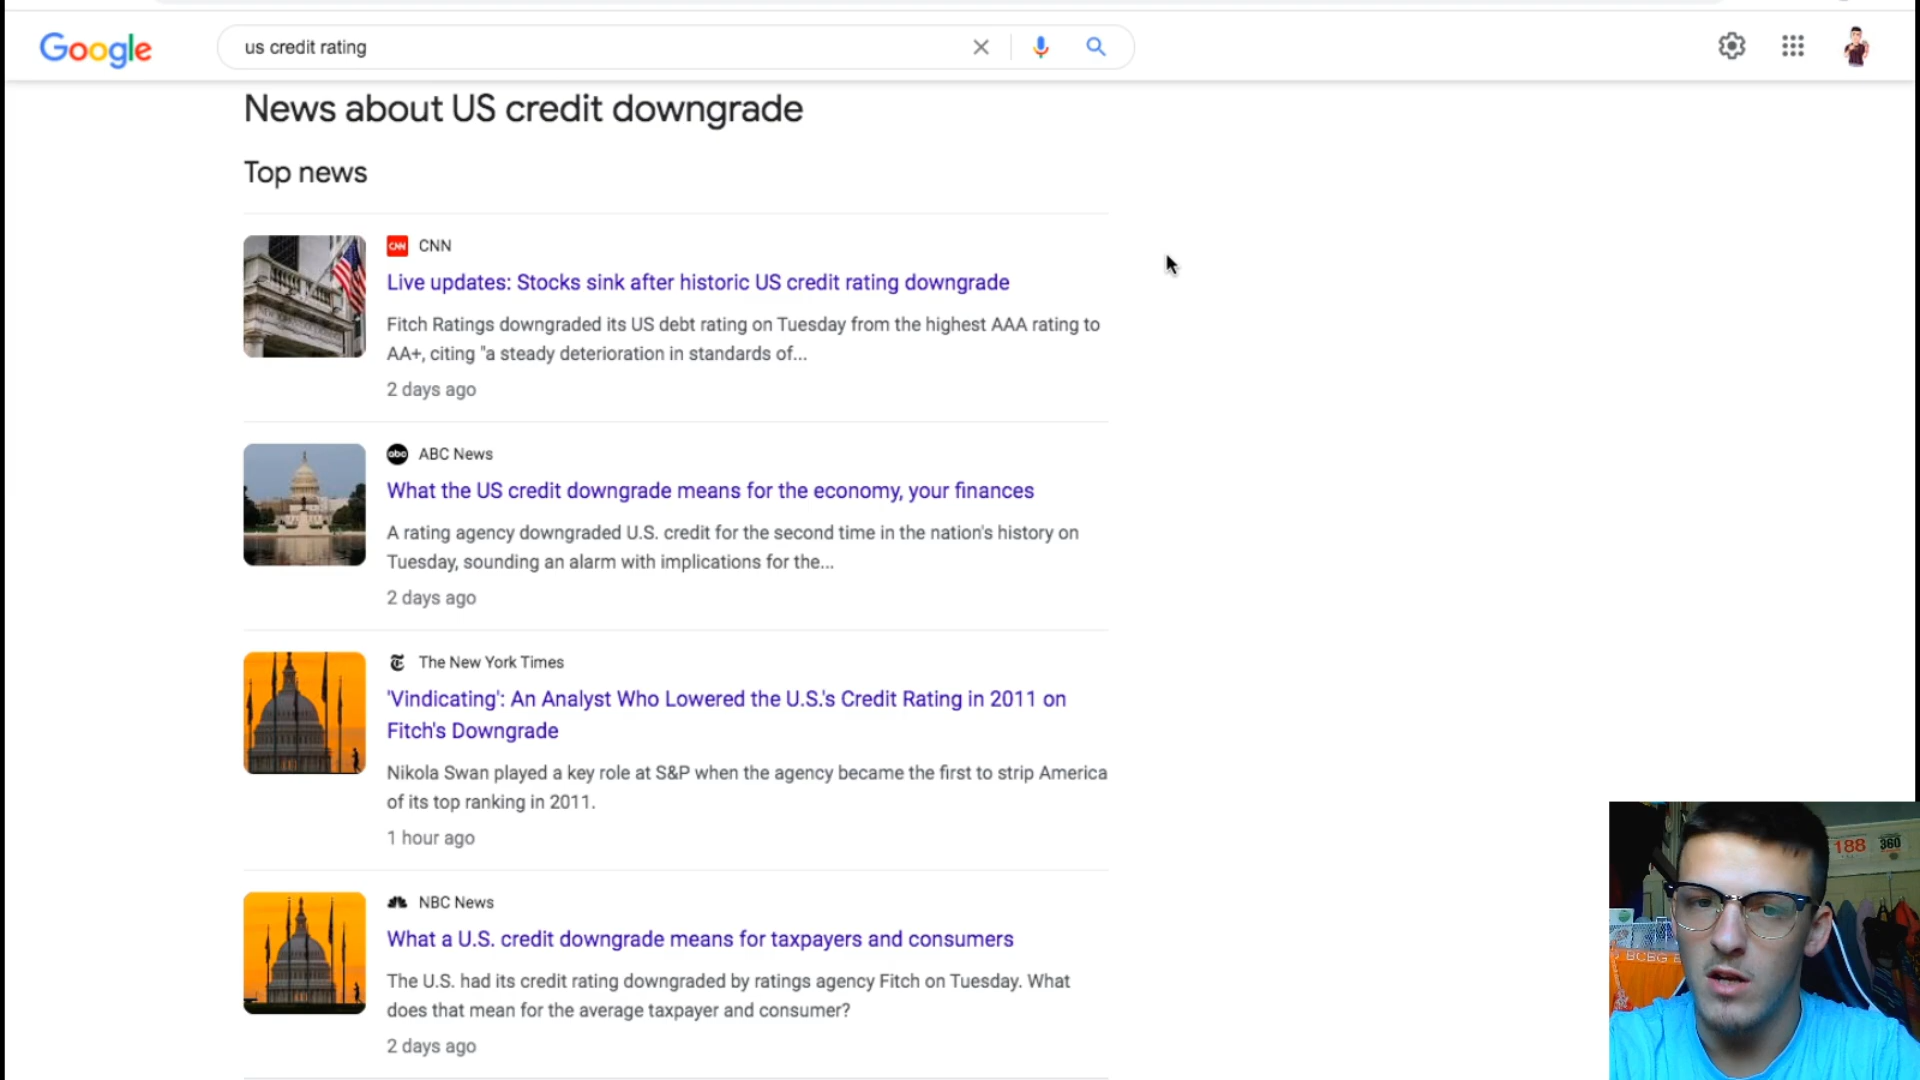 Google
us credit rating
News about US credit downgrade
Top news
CNN
CNN
Live updates: Stocks sink after historic US credit rating downgrade
Fitch Ratings downgraded its US debt rating on Tuesday from the highest AAA rating to
AA+, citing "a steady deterioration in standards of...
2 days ago
abc
ABC News
What the US credit downgrade means for the economy, your finances
A rating agency downgraded U.S. credit for the second time in the nation's history on
Tuesday, sounding an alarm with implications for the...
2 days ago
The New York Times
'Vindicating': An Analyst Who Lowered the U.S.'s Credit Rating in 2011 on
Fitch's Downgrade
Nikola Swan played a key role at S&P when the agency became the first to strip America
of its top ranking in 2011.
1 hour ago
NBC News
What a U.S. credit downgrade means for taxpayers and consumers
The U.S. had its credit rating downgraded by ratings agency Fitch on Tuesday. What
does that mean for the average taxpayer and consumer?
2 days ago
188 360
BCBG